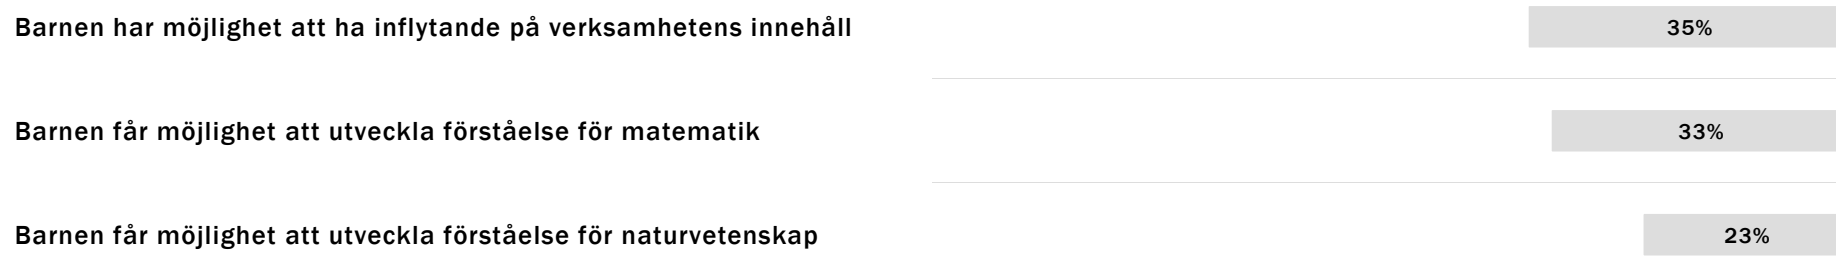 Barnen har möjlighet att ha inflytande på verksamhetens innehåll 35%
Barnen får möjlighet att utveckla förståelse för matematik 33%
Barnen får möjlighet att utveckla förståelse för naturvetenskap 23%